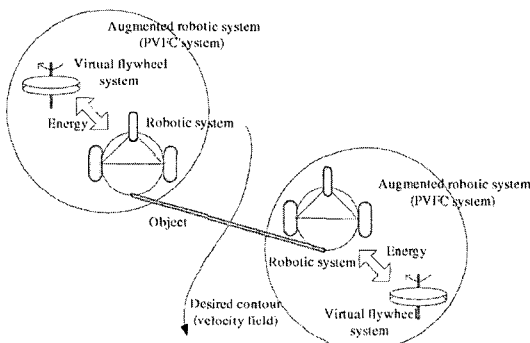 Augmented robotic system
(PVFC system)
Virtual flywheel
system
Energy
Robotic system
Object
Augmented robotic system
(PVFC system)
Robotic system
Energy
Desired contour
(velocity field)
Virtual flywheel
system